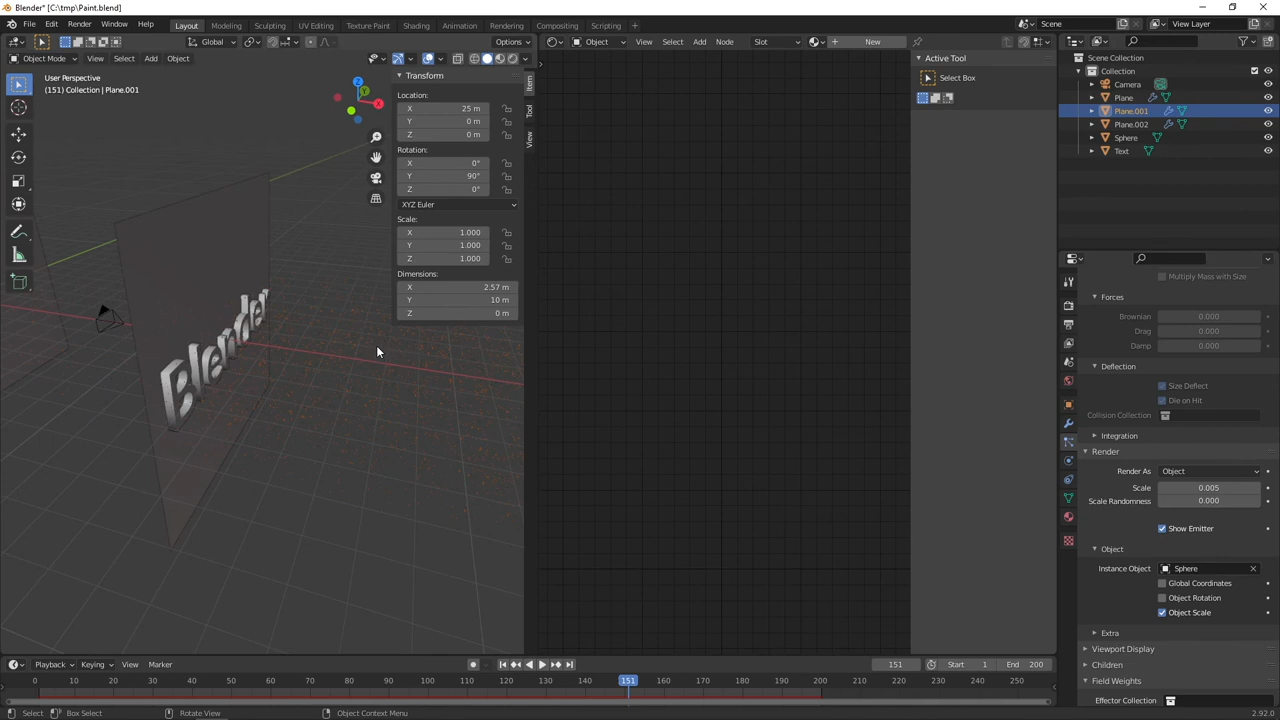 Blender* [C:\tmp\Paint.blend]
File Edit Render Window Help Layout Modeling Sculpting UV Editing Texture Paint Shading Animation Rendering Compositing Scripting + Scene View Layer
Global Options Object View Select Add Node Slot New
Object Mode View Select Add Object
User Perspective
(151) Collection | Plane.001
Transform
Location:
X 25 m
Y 0 m
Z 0 m
Rotation:
X 0°
Y 90°
Z 0°
XYZ Euler
Scale:
X 1.000
Y 1.000
Z 1.000
Dimensions:
X 2.57 m
Y 10 m
Z 0 m
Item
Tool
View
Z
Y
X
Blender
Active Tool
Select Box
Scene Collection
Collection
Camera
Plane
Plane.001
Plane.002
Sphere
Text
Multiply Mass with Size
Forces
Brownian 0.000
Drag 0.000
Damp 0.000
Deflection
Size Deflect
Die on Hit
Collision Collection
Integration
Render
Render As Object
Scale 0.005
Scale Randomness 0.000
Show Emitter
Object
Instance Object Sphere
Global Coordinates
Object Rotation
Object Scale
Extra
Viewport Display
Children
Field Weights
Effector Collection
Playback Keying View Marker 151 Start 1 End 200
0 10 20 30 40 50 60 70 80 90 100 110 120 130 140 151 160 170 180 190 200 210 220 230 240 250
Select Box Select Rotate View Object Context Menu 2.92.0